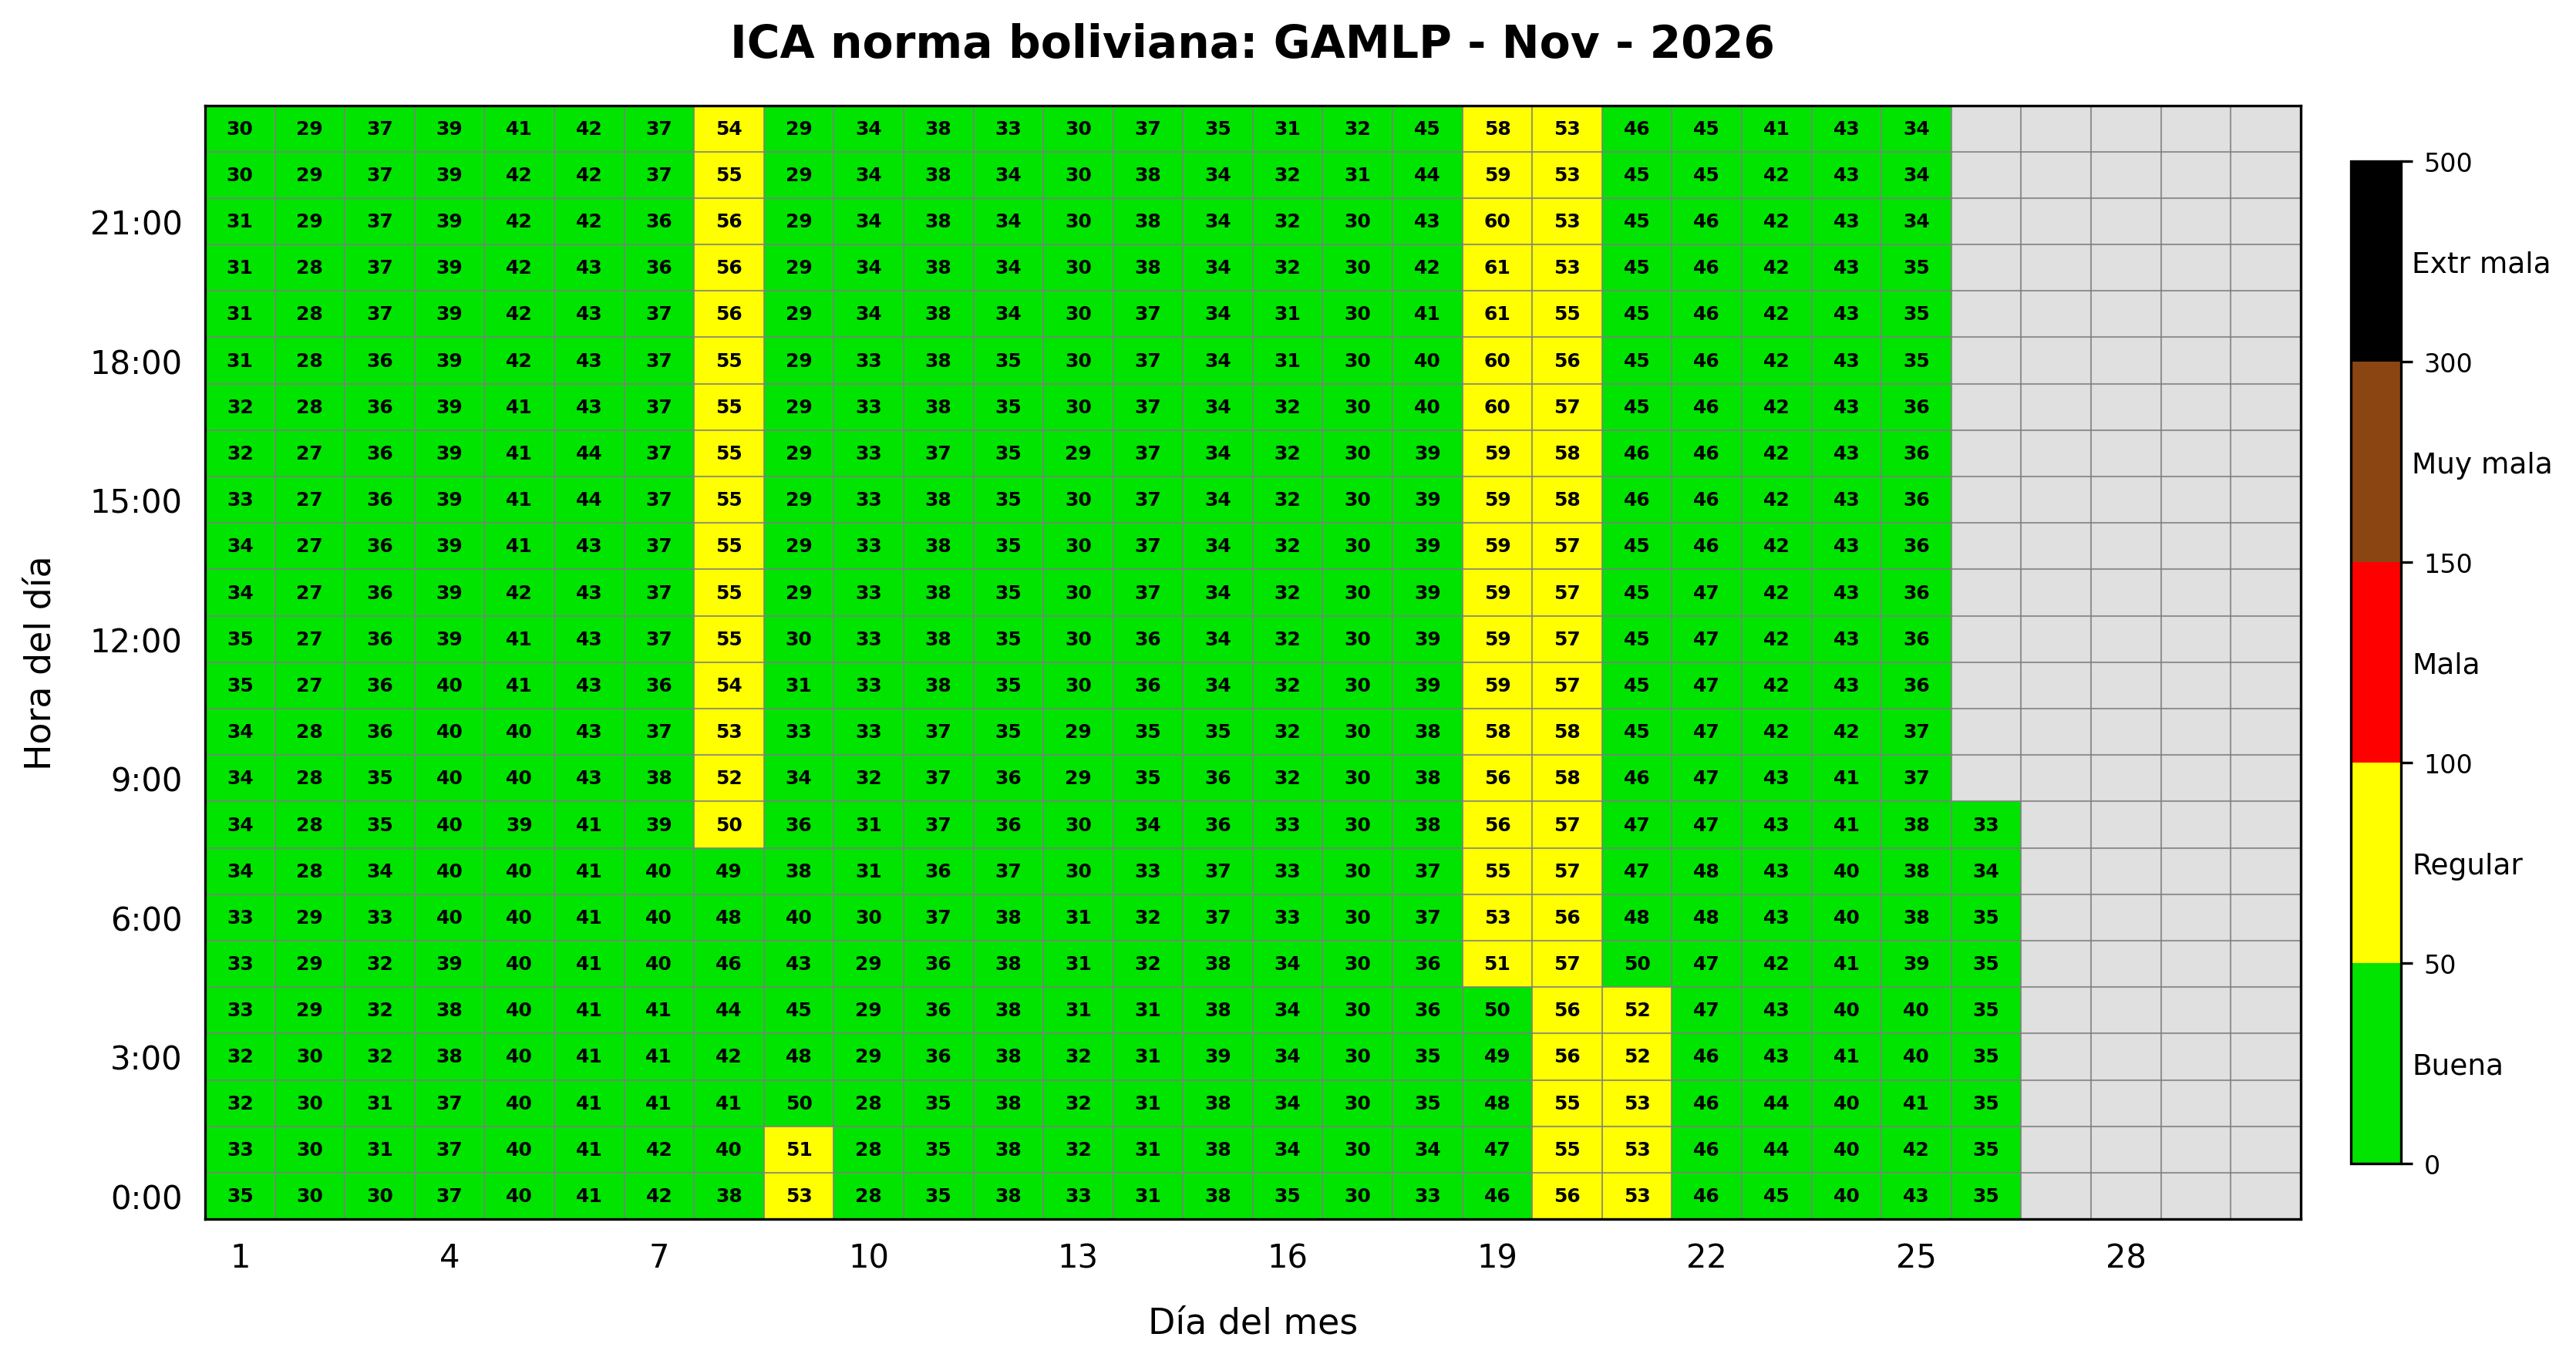 ICA norma boliviana: GAMLP - Nov - 2026
30 29 37 39 41 42 37 54 29 34 38 33 30 37 35 31 32 45 58 53 46 45 41 43 34
30 29 37 39 42 42 37 55 29 34 38 34 30 38 34 32 31 44 59 53 45 45 42 43 34
21:00 31 29 37 39 42 42 36 56 29 34 38 34 30 38 34 32 30 43 60 53 45 46 42 43 34
31 28 37 39 42 43 36 56 29 34 38 34 30 38 34 32 30 42 61 53 45 46 42 43 35
31 28 37 39 42 43 37 56 29 34 38 34 30 37 34 31 30 41 61 55 45 46 42 43 35
18:00 31 28 36 39 42 43 37 55 29 33 38 35 30 37 34 31 30 40 60 56 45 46 42 43 35
32 28 36 39 41 43 37 55 29 33 38 35 30 37 34 32 30 40 60 57 45 46 42 43 36
32 27 36 39 41 44 37 55 29 33 37 35 29 37 34 32 30 39 59 58 46 46 42 43 36
15:00 33 27 36 39 41 44 37 55 29 33 38 35 30 37 34 32 30 39 59 58 46 46 42 43 36
34 27 36 39 41 43 37 55 29 33 38 35 30 37 34 32 30 39 59 57 45 46 42 43 36
34 27 36 39 42 43 37 55 29 33 38 35 30 37 34 32 30 39 59 57 45 47 42 43 36
12:00 35 27 36 39 41 43 37 55 30 33 38 35 30 36 34 32 30 39 59 57 45 47 42 43 36
35 27 36 40 41 43 36 54 31 33 38 35 30 36 34 32 30 39 59 57 45 47 42 43 36
34 28 36 40 40 43 37 53 33 33 37 35 29 35 35 32 30 38 58 58 45 47 42 42 37
9:00 34 28 35 40 40 43 38 52 34 32 37 36 29 35 36 32 30 38 56 58 46 47 43 41 37
34 28 35 40 39 41 39 50 36 31 37 36 30 34 36 33 30 38 56 57 47 47 43 41 38 33
34 28 34 40 40 41 40 49 38 31 36 37 30 33 37 33 30 37 55 57 47 48 43 40 38 34
6:00 33 29 33 40 40 41 40 48 40 30 37 38 31 32 37 33 30 37 53 56 48 48 43 40 38 35
33 29 32 39 40 41 40 46 43 29 36 38 31 32 38 34 30 36 51 57 50 47 42 41 39 35
33 29 32 38 40 41 41 44 45 29 36 38 31 31 38 34 30 36 50 56 52 47 43 40 40 35
3:00 32 30 32 38 40 41 41 42 48 29 36 38 32 31 39 34 30 35 49 56 52 46 43 41 40 35
32 30 31 37 40 41 41 41 50 28 35 38 32 31 38 34 30 35 48 55 53 46 44 40 41 35
33 30 31 37 40 41 42 40 51 28 35 38 32 31 38 34 30 34 47 55 53 46 44 40 42 35
0:00 35 30 30 37 40 41 42 38 53 28 35 38 33 31 38 35 30 33 46 56 53 46 45 40 43 35
1 4 7 10 13 16 19 22 25 28
Día del mes
Hora del día
500
Extr mala
300
Muy mala
150
Mala
100
Regular
50
Buena
0